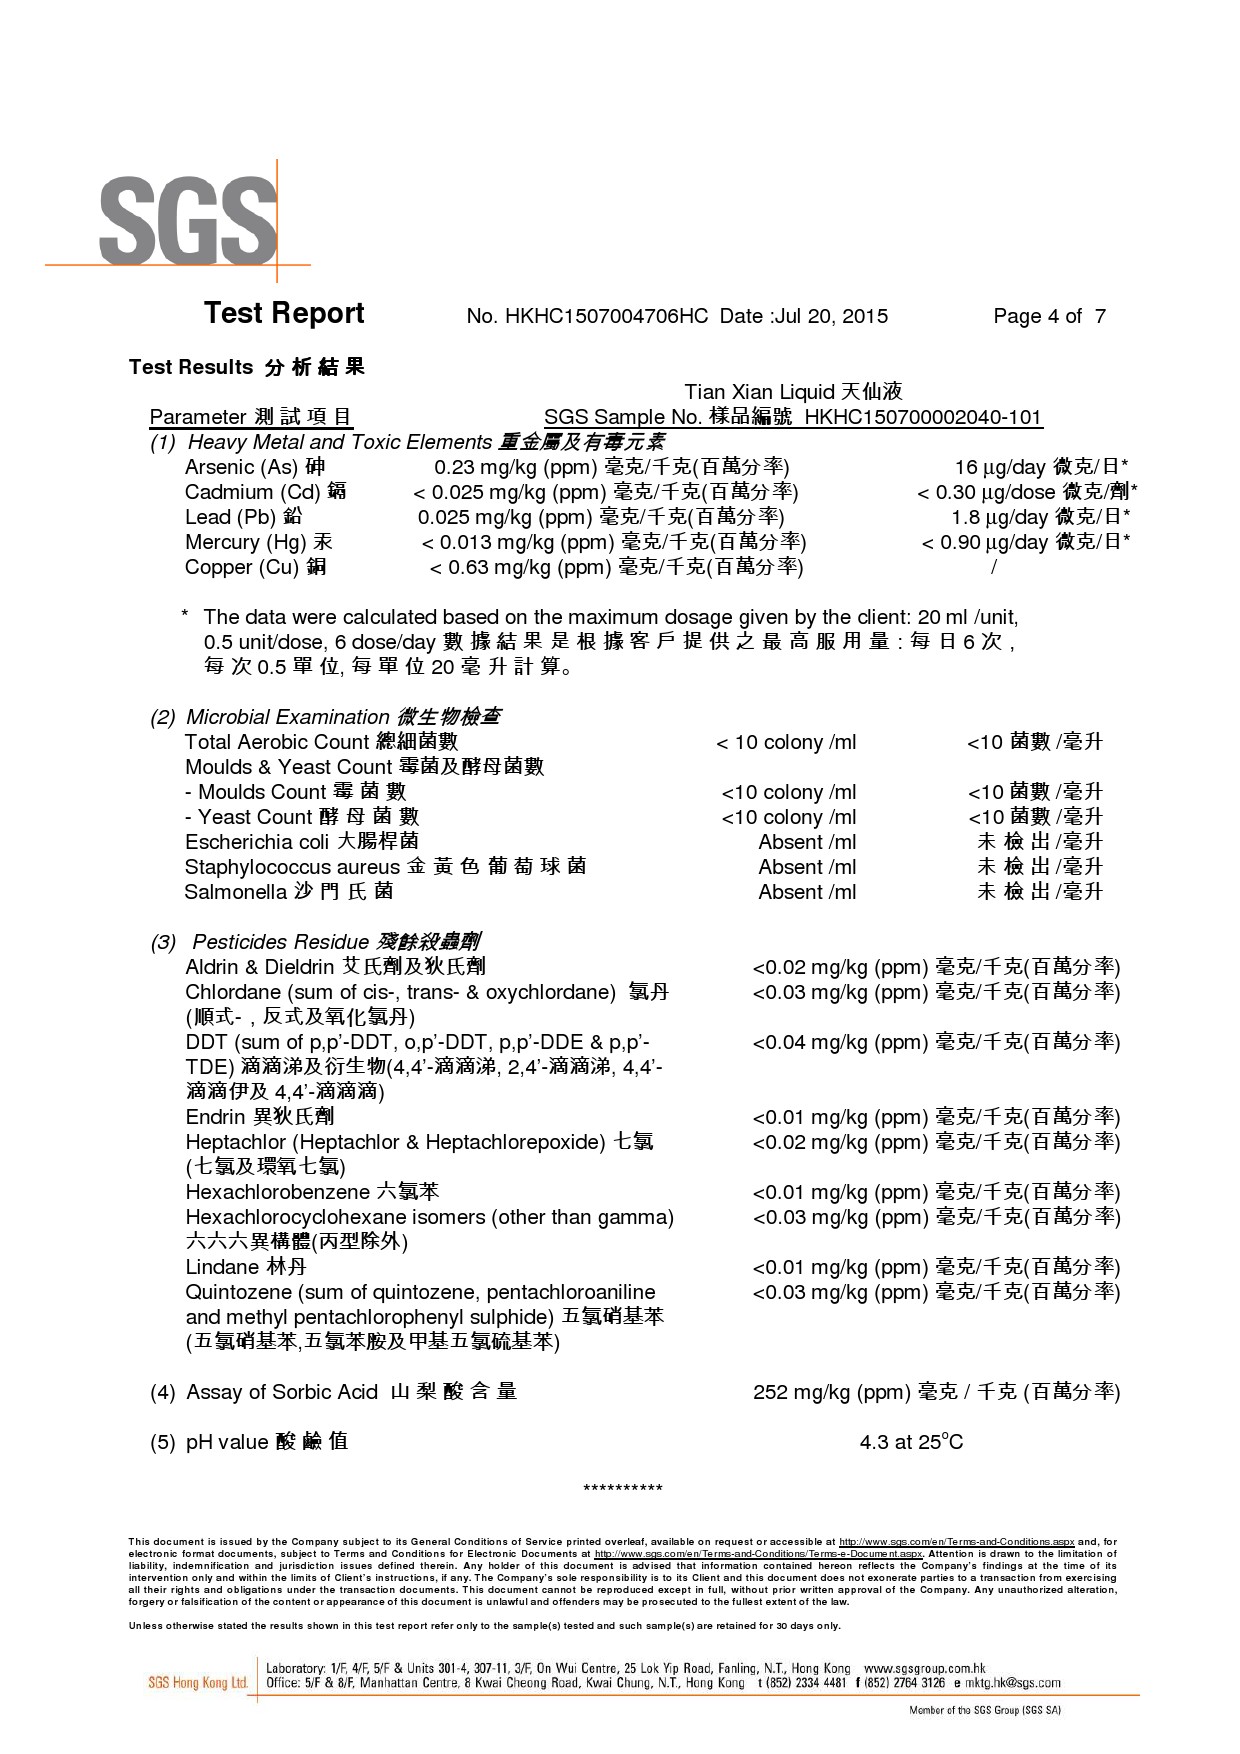 SGS
Test Report No. HKHC1507004706HC Date :Jul 20, 2015 Page 4 of 7
Test Results 分 析 結 果
Tian Xian Liquid 天仙液
Parameter 測 試 項 目 SGS Sample No. 樣品編號 HKHC150700002040-101
(1) Heavy Metal and Toxic Elements 重金屬及有毒元素
Arsenic (As) 砷 0.23 mg/kg (ppm) 毫克/千克(百萬分率) 16 μg/day 微克/日*
Cadmium (Cd) 鎘 < 0.025 mg/kg (ppm) 毫克/千克(百萬分率) < 0.30 μg/dose 微克/劑*
Lead (Pb) 鉛 0.025 mg/kg (ppm) 毫克/千克(百萬分率) 1.8 μg/day 微克/日*
Mercury (Hg) 汞 < 0.013 mg/kg (ppm) 毫克/千克(百萬分率) < 0.90 μg/day 微克/日*
Copper (Cu) 銅 < 0.63 mg/kg (ppm) 毫克/千克(百萬分率) /
* The data were calculated based on the maximum dosage given by the client: 20 ml /unit,
0.5 unit/dose, 6 dose/day 數 據 結 果 是 根 據 客 戶 提 供 之 最 高 服 用 量 : 每 日 6 次 ,
每 次 0.5 單 位, 每 單 位 20 毫 升 計 算。
(2) Microbial Examination 微生物檢查
Total Aerobic Count 總細菌數 < 10 colony /ml <10 菌數 /毫升
Moulds & Yeast Count 霉菌及酵母菌數
- Moulds Count 霉 菌 數 <10 colony /ml <10 菌數 /毫升
- Yeast Count 酵 母 菌 數 <10 colony /ml <10 菌數 /毫升
Escherichia coli 大腸桿菌 Absent /ml 未 檢 出 /毫升
Staphylococcus aureus 金 黃 色 葡 萄 球 菌 Absent /ml 未 檢 出 /毫升
Salmonella 沙 門 氏 菌 Absent /ml 未 檢 出 /毫升
(3) Pesticides Residue 殘餘殺蟲劑
Aldrin & Dieldrin 艾氏劑及狄氏劑 <0.02 mg/kg (ppm) 毫克/千克(百萬分率)
Chlordane (sum of cis-, trans- & oxychlordane) 氯丹 <0.03 mg/kg (ppm) 毫克/千克(百萬分率)
(順式- , 反式及氧化氯丹)
DDT (sum of p,p’-DDT, o,p’-DDT, p,p’-DDE & p,p’- <0.04 mg/kg (ppm) 毫克/千克(百萬分率)
TDE) 滴滴涕及衍生物(4,4’-滴滴涕, 2,4’-滴滴涕, 4,4’-
滴滴伊及 4,4’-滴滴滴)
Endrin 異狄氏劑 <0.01 mg/kg (ppm) 毫克/千克(百萬分率)
Heptachlor (Heptachlor & Heptachlorepoxide) 七氯 <0.02 mg/kg (ppm) 毫克/千克(百萬分率)
(七氯及環氧七氯)
Hexachlorobenzene 六氯苯 <0.01 mg/kg (ppm) 毫克/千克(百萬分率)
Hexachlorocyclohexane isomers (other than gamma) <0.03 mg/kg (ppm) 毫克/千克(百萬分率)
六六六異構體(丙型除外)
Lindane 林丹 <0.01 mg/kg (ppm) 毫克/千克(百萬分率)
Quintozene (sum of quintozene, pentachloroaniline <0.03 mg/kg (ppm) 毫克/千克(百萬分率)
and methyl pentachlorophenyl sulphide) 五氯硝基苯
(五氯硝基苯,五氯苯胺及甲基五氯硫基苯)
(4) Assay of Sorbic Acid 山 梨 酸 含 量 252 mg/kg (ppm) 毫克 / 千克 (百萬分率)
(5) pH value 酸 鹼 值 4.3 at 25°C
**********
This document is issued by the Company subject to its General Conditions of Service printed overleaf, available on request or accessible at http://www.sgs.com/en/Terms-and-Conditions.aspx and, for
electronic format documents, subject to Terms and Conditions for Electronic Documents at http://www.sgs.com/en/Terms-and-Conditions/Terms-e-Document.aspx. Attention is drawn to the limitation of
liability, indemnification and jurisdiction issues defined therein. Any holder of this document is advised that information contained hereon reflects the Company’s findings at the time of its
intervention only and within the limits of Client’s instructions, if any. The Company’s sole responsibility is to its Client and this document does not exonerate parties to a transaction from exercising
all their rights and obligations under the transaction documents. This document cannot be reproduced except in full, without prior written approval of the Company. Any unauthorized alteration,
forgery or falsification of the content or appearance of this document is unlawful and offenders may be prosecuted to the fullest extent of the law.
Unless otherwise stated the results shown in this test report refer only to the sample(s) tested and such sample(s) are retained for 30 days only.
Laboratory: 1/F, 4/F, 5/F & Units 301-4, 307-11, 3/F, On Wui Centre, 25 Lok Yip Road, Fanling, N.T., Hong Kong www.sgsgroup.com.hk
SGS Hong Kong Ltd. Office: 5/F & 8/F, Manhattan Centre, 8 Kwai Cheong Road, Kwai Chung, N.T., Hong Kong t (852) 2334 4481 f (852) 2764 3126 e mktg.hk@sgs.com
Member of the SGS Group (SGS SA)